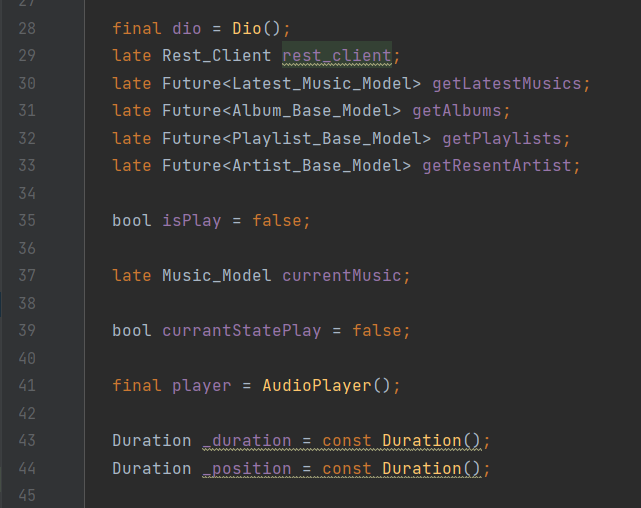 27
28 final dio = Dio();
29 late Rest_Client rest_client;
30 late Future<Latest_Music_Model> getLatestMusics;
31 late Future<Album_Base_Model> getAlbums;
32 late Future<Playlist_Base_Model> getPlaylists;
33 late Future<Artist_Base_Model> getResentArtist;
34
35 bool isPlay = false;
36
37 late Music_Model currentMusic;
38
39 bool currantStatePlay = false;
40
41 final player = AudioPlayer();
42
43 Duration _duration = const Duration();
44 Duration _position = const Duration();
45